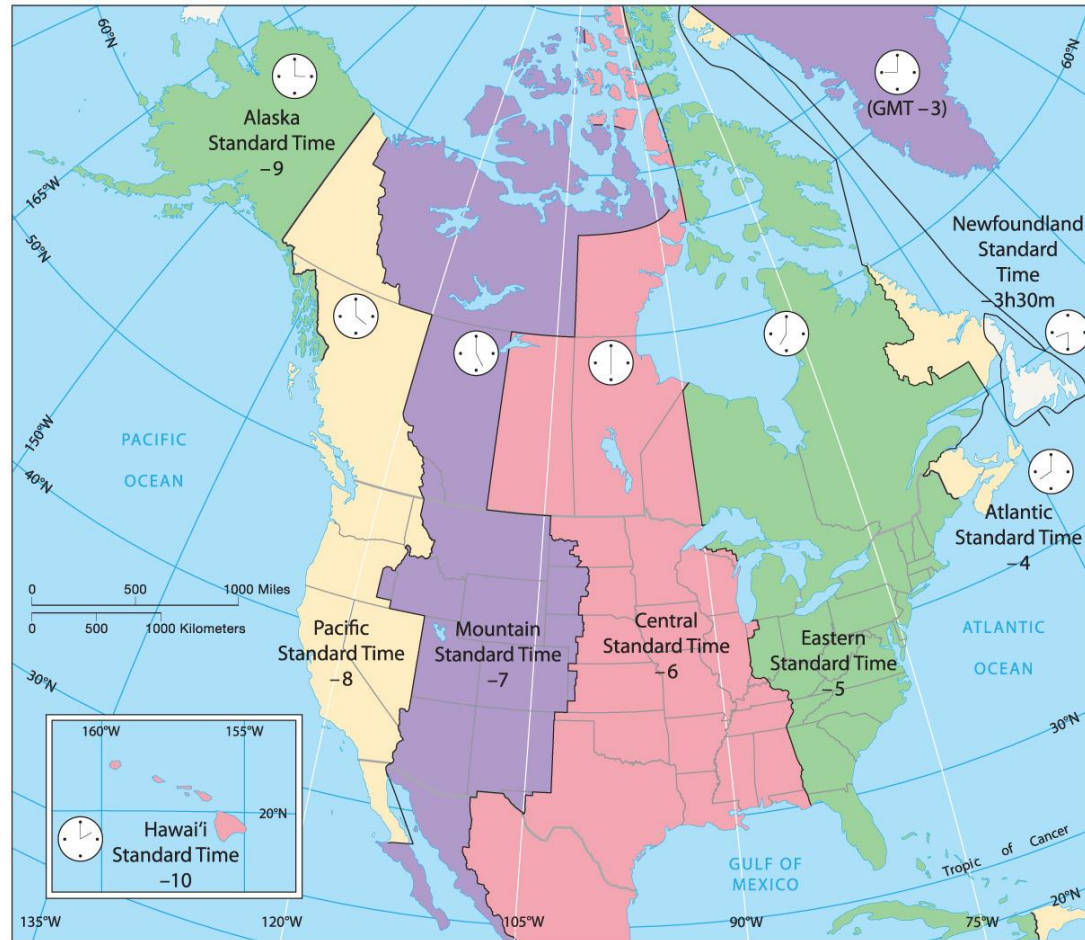 60°N
60°N
Alaska
Standard Time
–9
(GMT –3)
165°W
50°N
Newfoundland
Standard
Time
–3h30m
150°W
40°N
PACIFIC
OCEAN
Atlantic
Standard Time
–4
0 500 1000 Miles
0 500 1000 Kilometers
Pacific
Standard Time
–8
Mountain
Standard Time
–7
Central
Standard Time
–6
Eastern
Standard Time
–5
ATLANTIC
OCEAN
30°N
30°N
160°W 155°W
20°N
Hawai‘i
Standard Time
–10
GULF OF
MEXICO
Tropic of Cancer
20°N
135°W 120°W 105°W 90°W 75°W